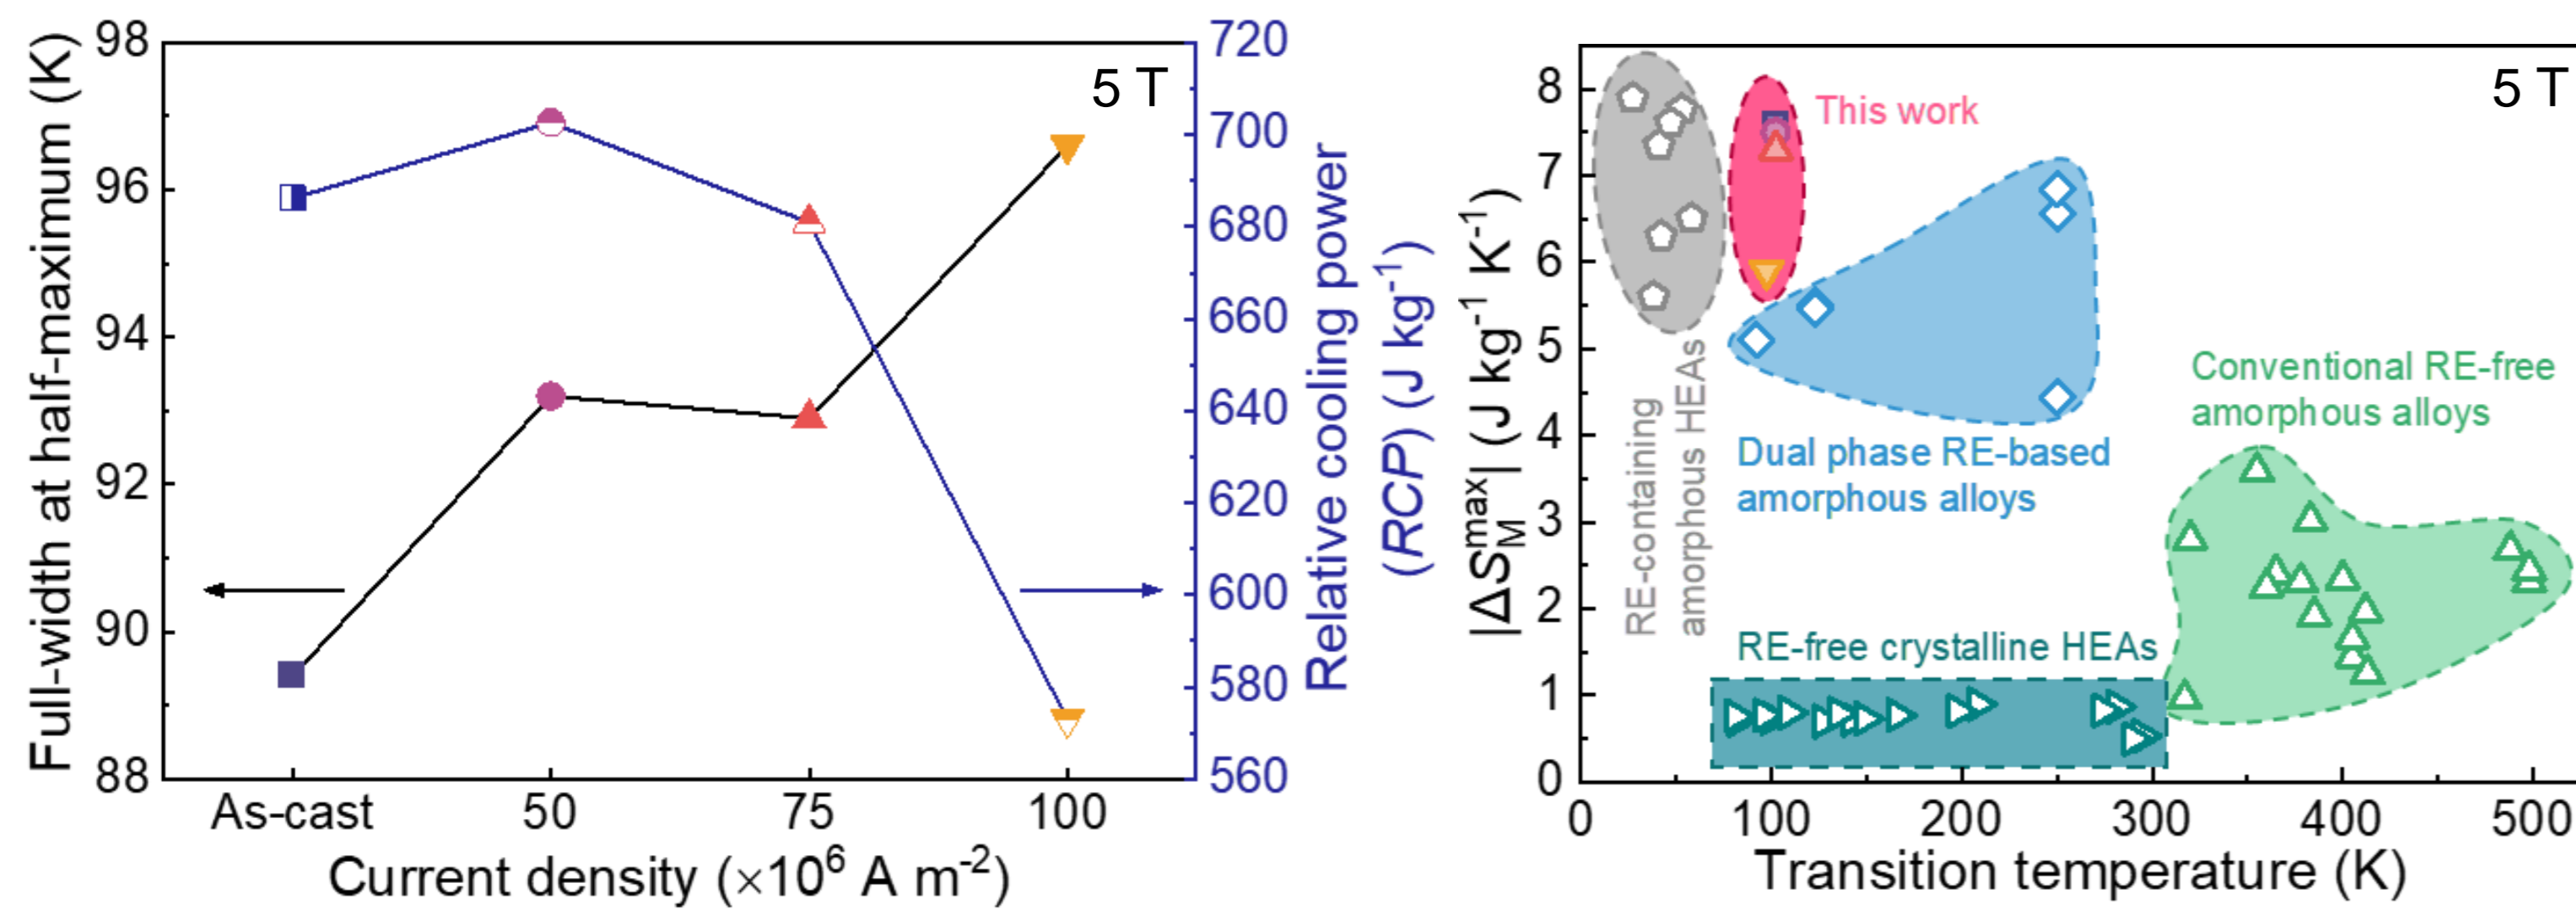 Full-width at half-maximum (K)
98
96
94
92
90
88
5 T
As-cast 50 75 100
Current density (×10⁶ A m⁻²)
720
700
680
660
640
620
600
580
560
Relative cooling power
(RCP) (J kg⁻¹)
|ΔS_M^max| (J kg⁻¹ K⁻¹)
8
7
6
5
4
3
2
1
0
5 T
This work
RE-containing
amorphous HEAs
Dual phase RE-based
amorphous alloys
Conventional RE-free
amorphous alloys
RE-free crystalline HEAs
0 100 200 300 400 500
Transition temperature (K)